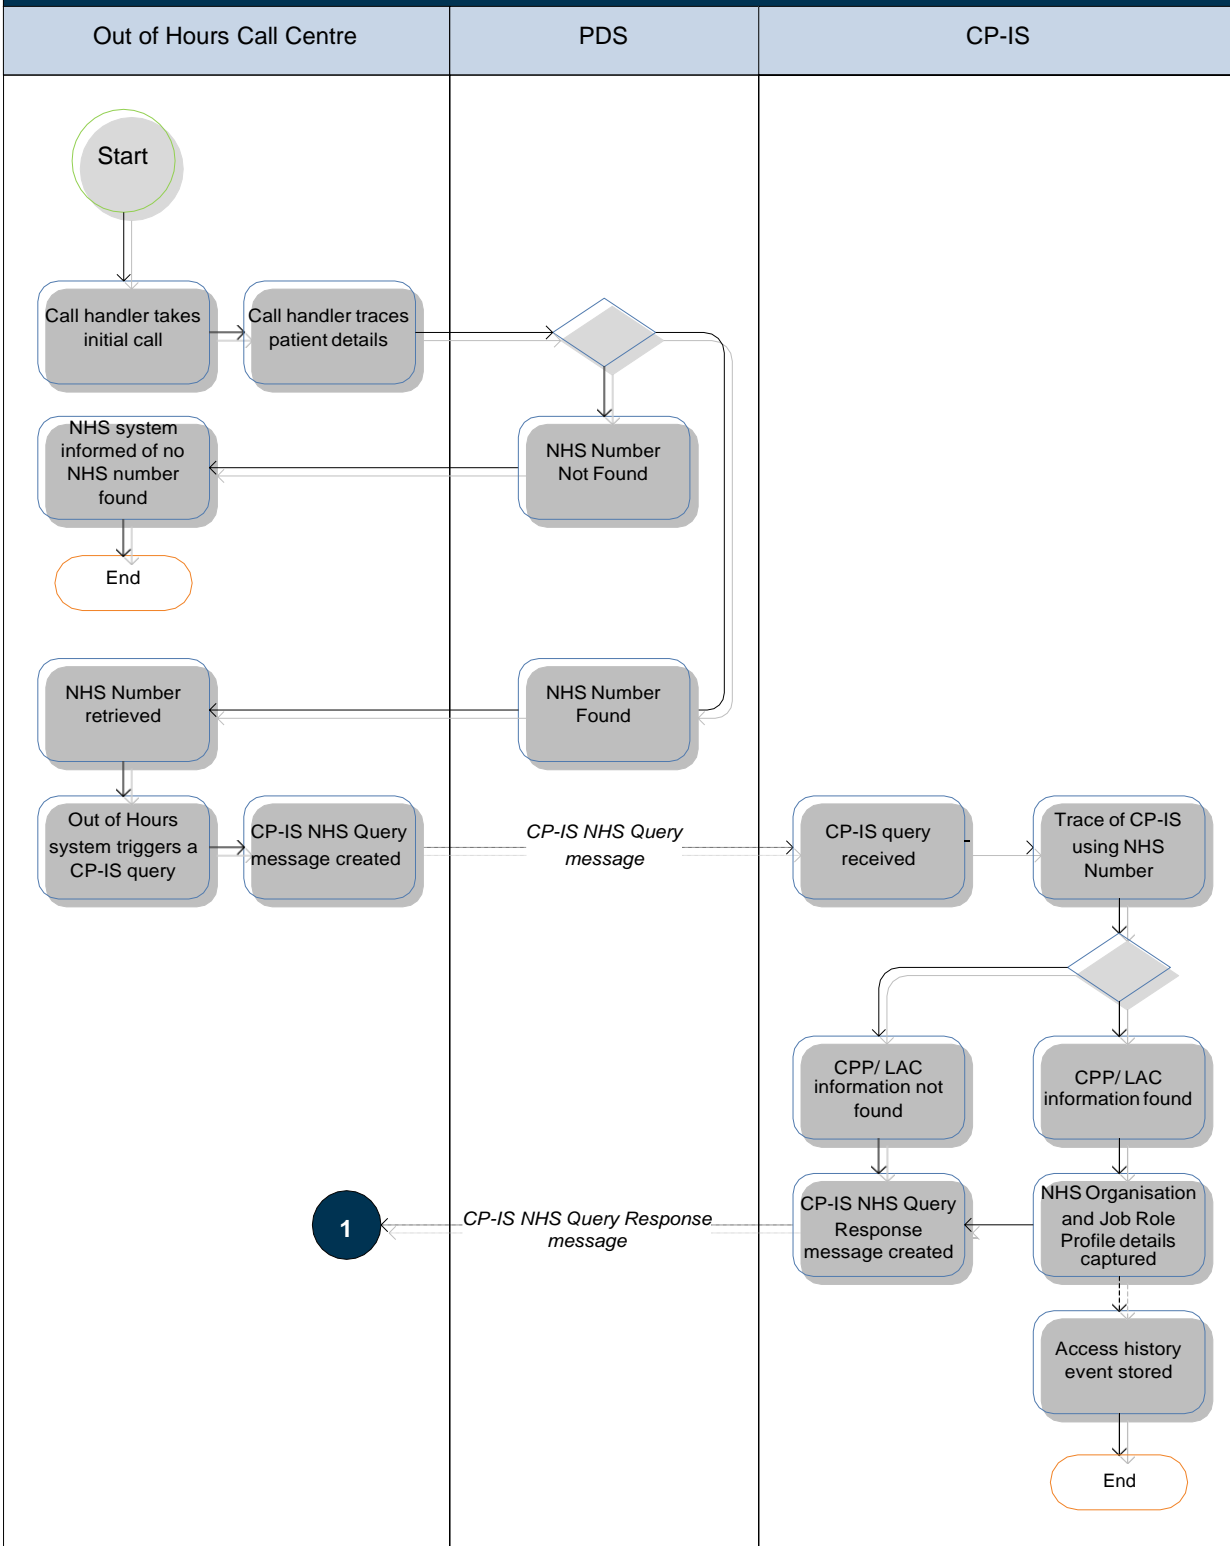 Out of Hours Call Centre
PDS
CP-IS
Start
Call handler takes
initial call
Call handler traces
patient details
NHS system
informed of no
NHS number
found
NHS Number
Not Found
End
NHS Number
retrieved
NHS Number
Found
Out of Hours
system triggers a
CP-IS query
CP-IS NHS Query
message created
CP-IS NHS Query
message
CP-IS query
received
Trace of CP-IS
using NHS
Number
CPP/ LAC
information not
found
CPP/ LAC
information found
1
CP-IS NHS Query Response
message
CP-IS NHS Query
Response
message created
NHS Organisation
and Job Role
Profile details
captured
Access history
event stored
End